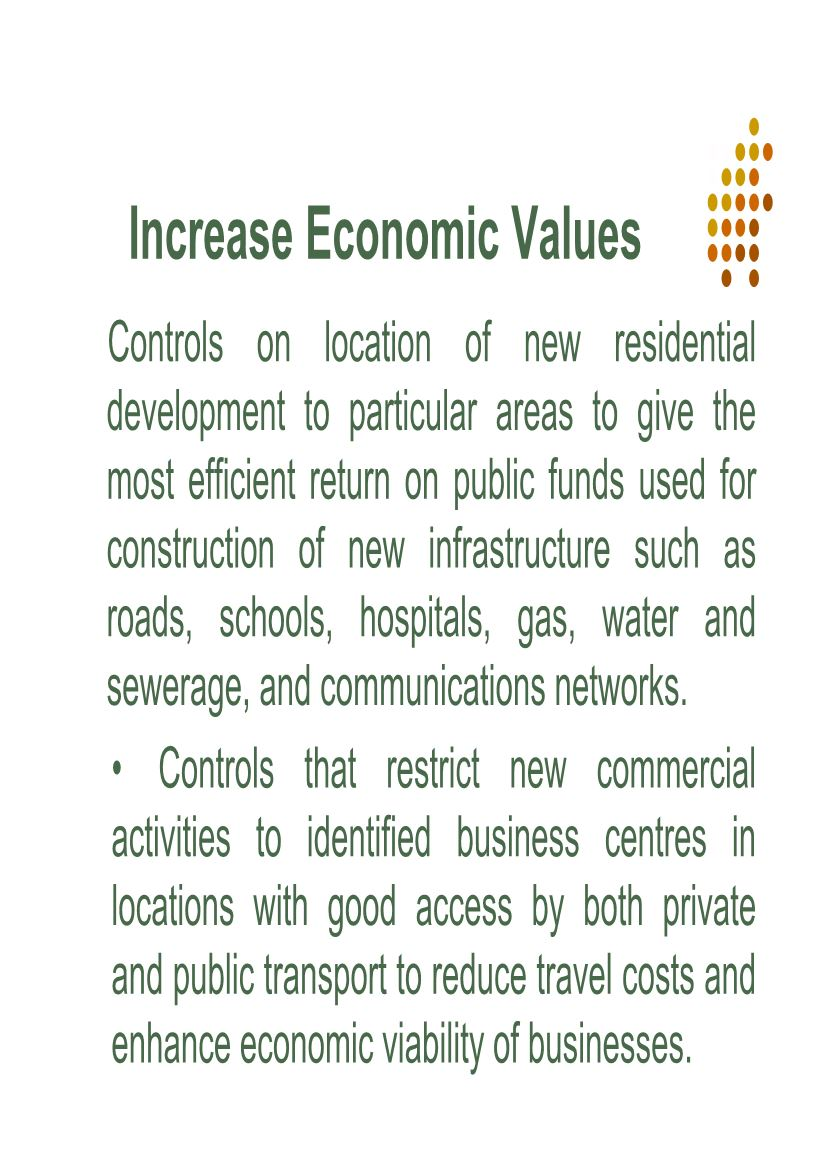 Increase Economic Values
Controls on location of new residential
development to particular areas to give the
most efficient return on public funds used for
construction of new infrastructure such as
roads, schools, hospitals, gas, water and
sewerage, and communications networks.
• Controls that restrict new commercial
activities to identified business centres in
locations with good access by both private
and public transport to reduce travel costs and
enhance economic viability of businesses.